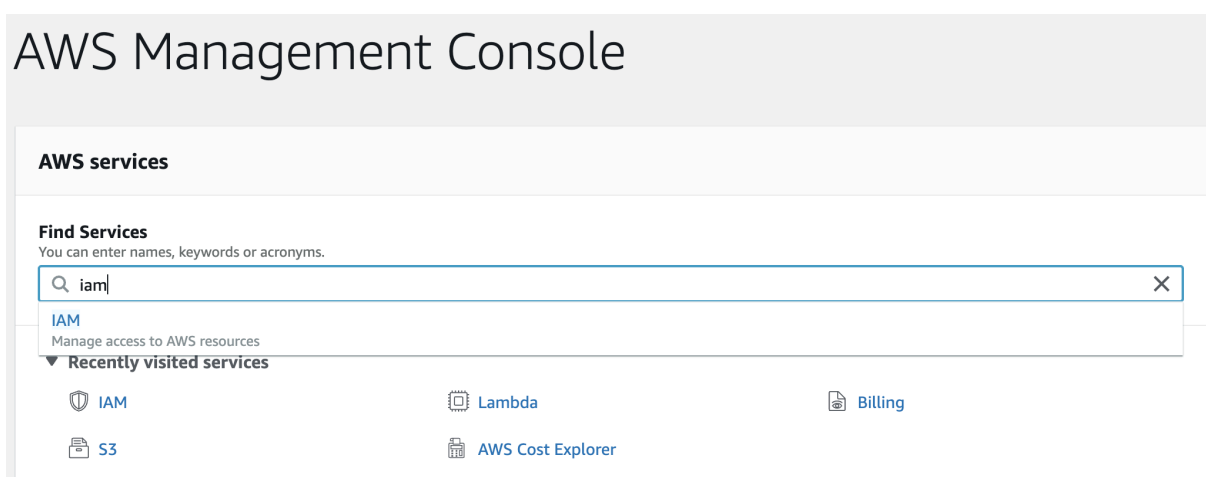 AWS Management Console
AWS services
Find Services
You can enter names, keywords or acronyms.
iam
IAM
Manage access to AWS resources
Recently visited services
IAM Lambda Billing
S3 AWS Cost Explorer